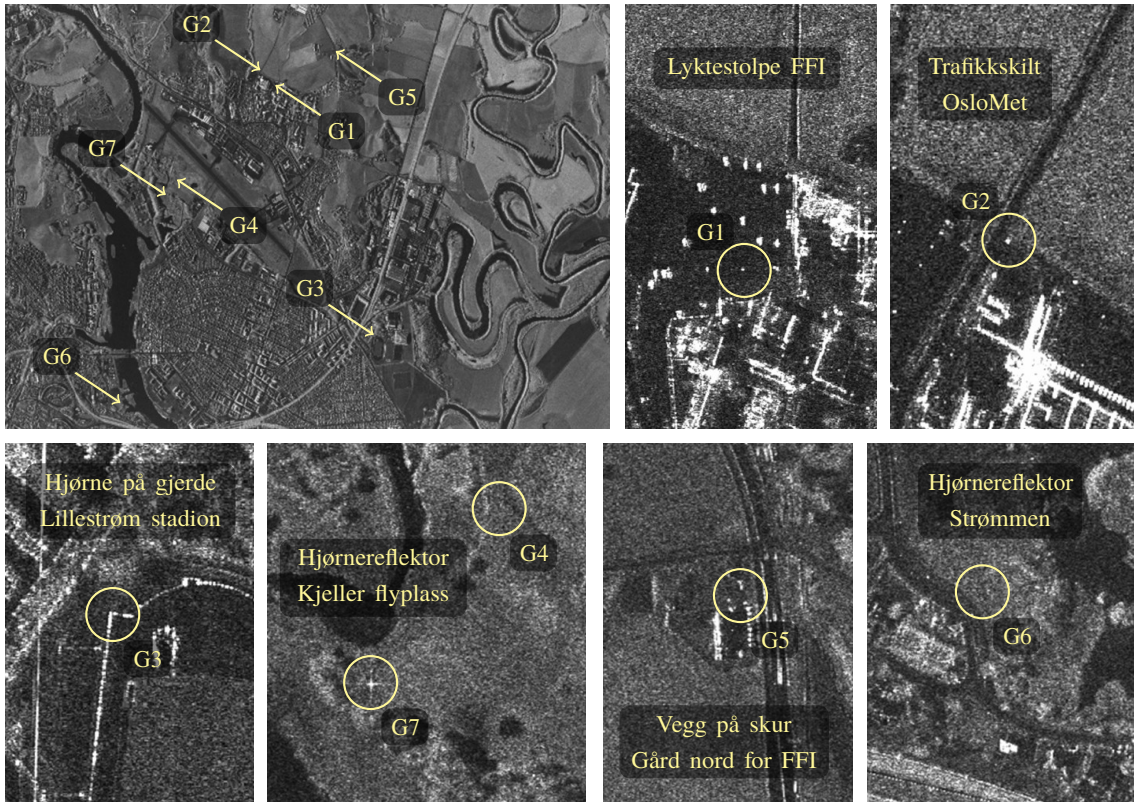 G2
G5
G1
G7
G4
G3
G6
Lyktestolpe FFI
G1
Trafikkskilt
OsloMet
G2
Hjørne på gjerde
Lillestrøm stadion
G3
G4
Hjørnereflektor
Kjeller flyplass
G7
G5
Vegg på skur
Gård nord for FFI
Hjørnereflektor
Strømmen
G6